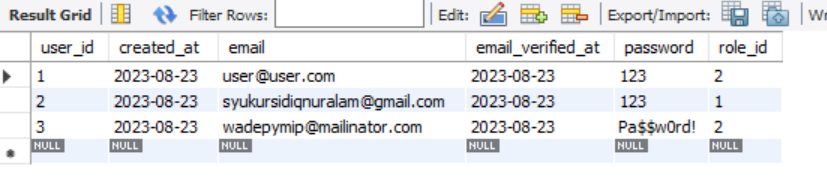 Result Grid Filter Rows: Edit: Export/Import: Wr
user_id created_at email email_verified_at password role_id
1 2023-08-23 user@user.com 2023-08-23 123 2
2 2023-08-23 syukursidiqnuralam@gmail.com 2023-08-23 123 1
3 2023-08-23 wadepymip@mailinator.com 2023-08-23 Pa$$w0rd! 2
NULL NULL NULL NULL NULL NULL